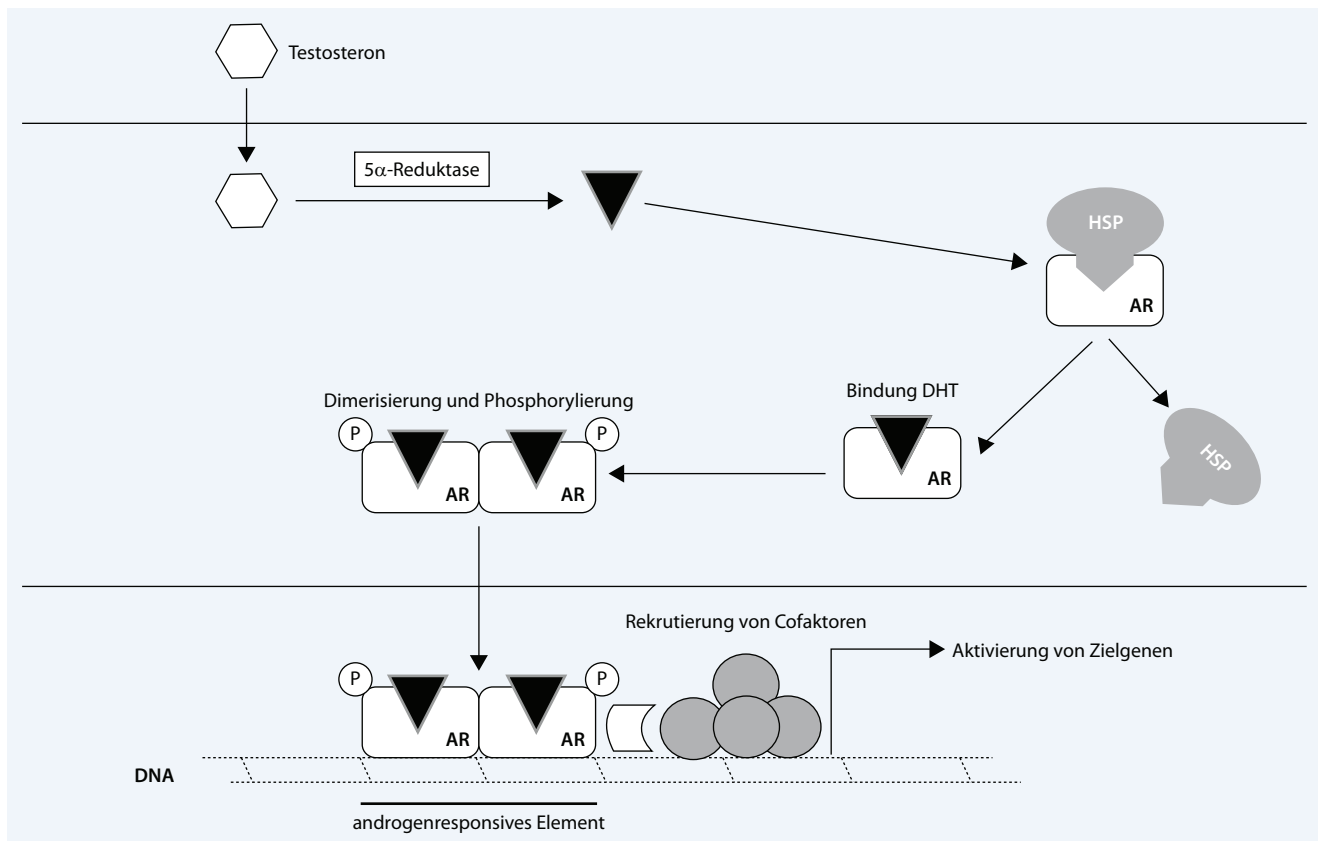 Testosteron
5α-Reduktase
HSP
AR
Bindung DHT
AR
HSP
Dimerisierung und Phosphorylierung
P
P
AR
AR
Rekrutierung von Cofaktoren
Aktivierung von Zielgenen
P
P
AR
AR
DNA
androgenresponsives Element